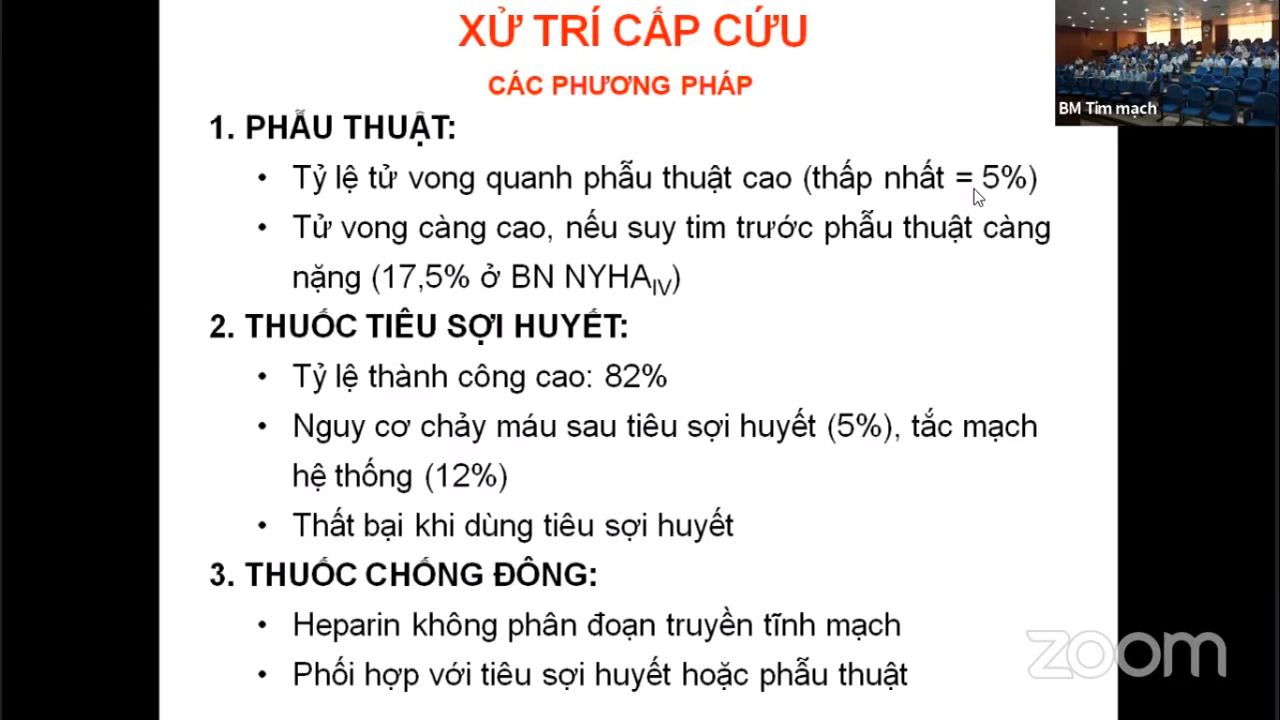 XỬ TRÍ CẤP CỨU
CÁC PHƯƠNG PHÁP
BM Tim mạch
1. PHẪU THUẬT:
• Tỷ lệ tử vong quanh phẫu thuật cao (thấp nhất = 5%)
• Tử vong càng cao, nếu suy tim trước phẫu thuật càng
nặng (17,5% ở BN NYHAIV)
2. THUỐC TIÊU SỢI HUYẾT:
• Tỷ lệ thành công cao: 82%
• Nguy cơ chảy máu sau tiêu sợi huyết (5%), tắc mạch
hệ thống (12%)
• Thất bại khi dùng tiêu sợi huyết
3. THUỐC CHỐNG ĐÔNG:
• Heparin không phân đoạn truyền tĩnh mạch
• Phối hợp với tiêu sợi huyết hoặc phẫu thuật
zoom